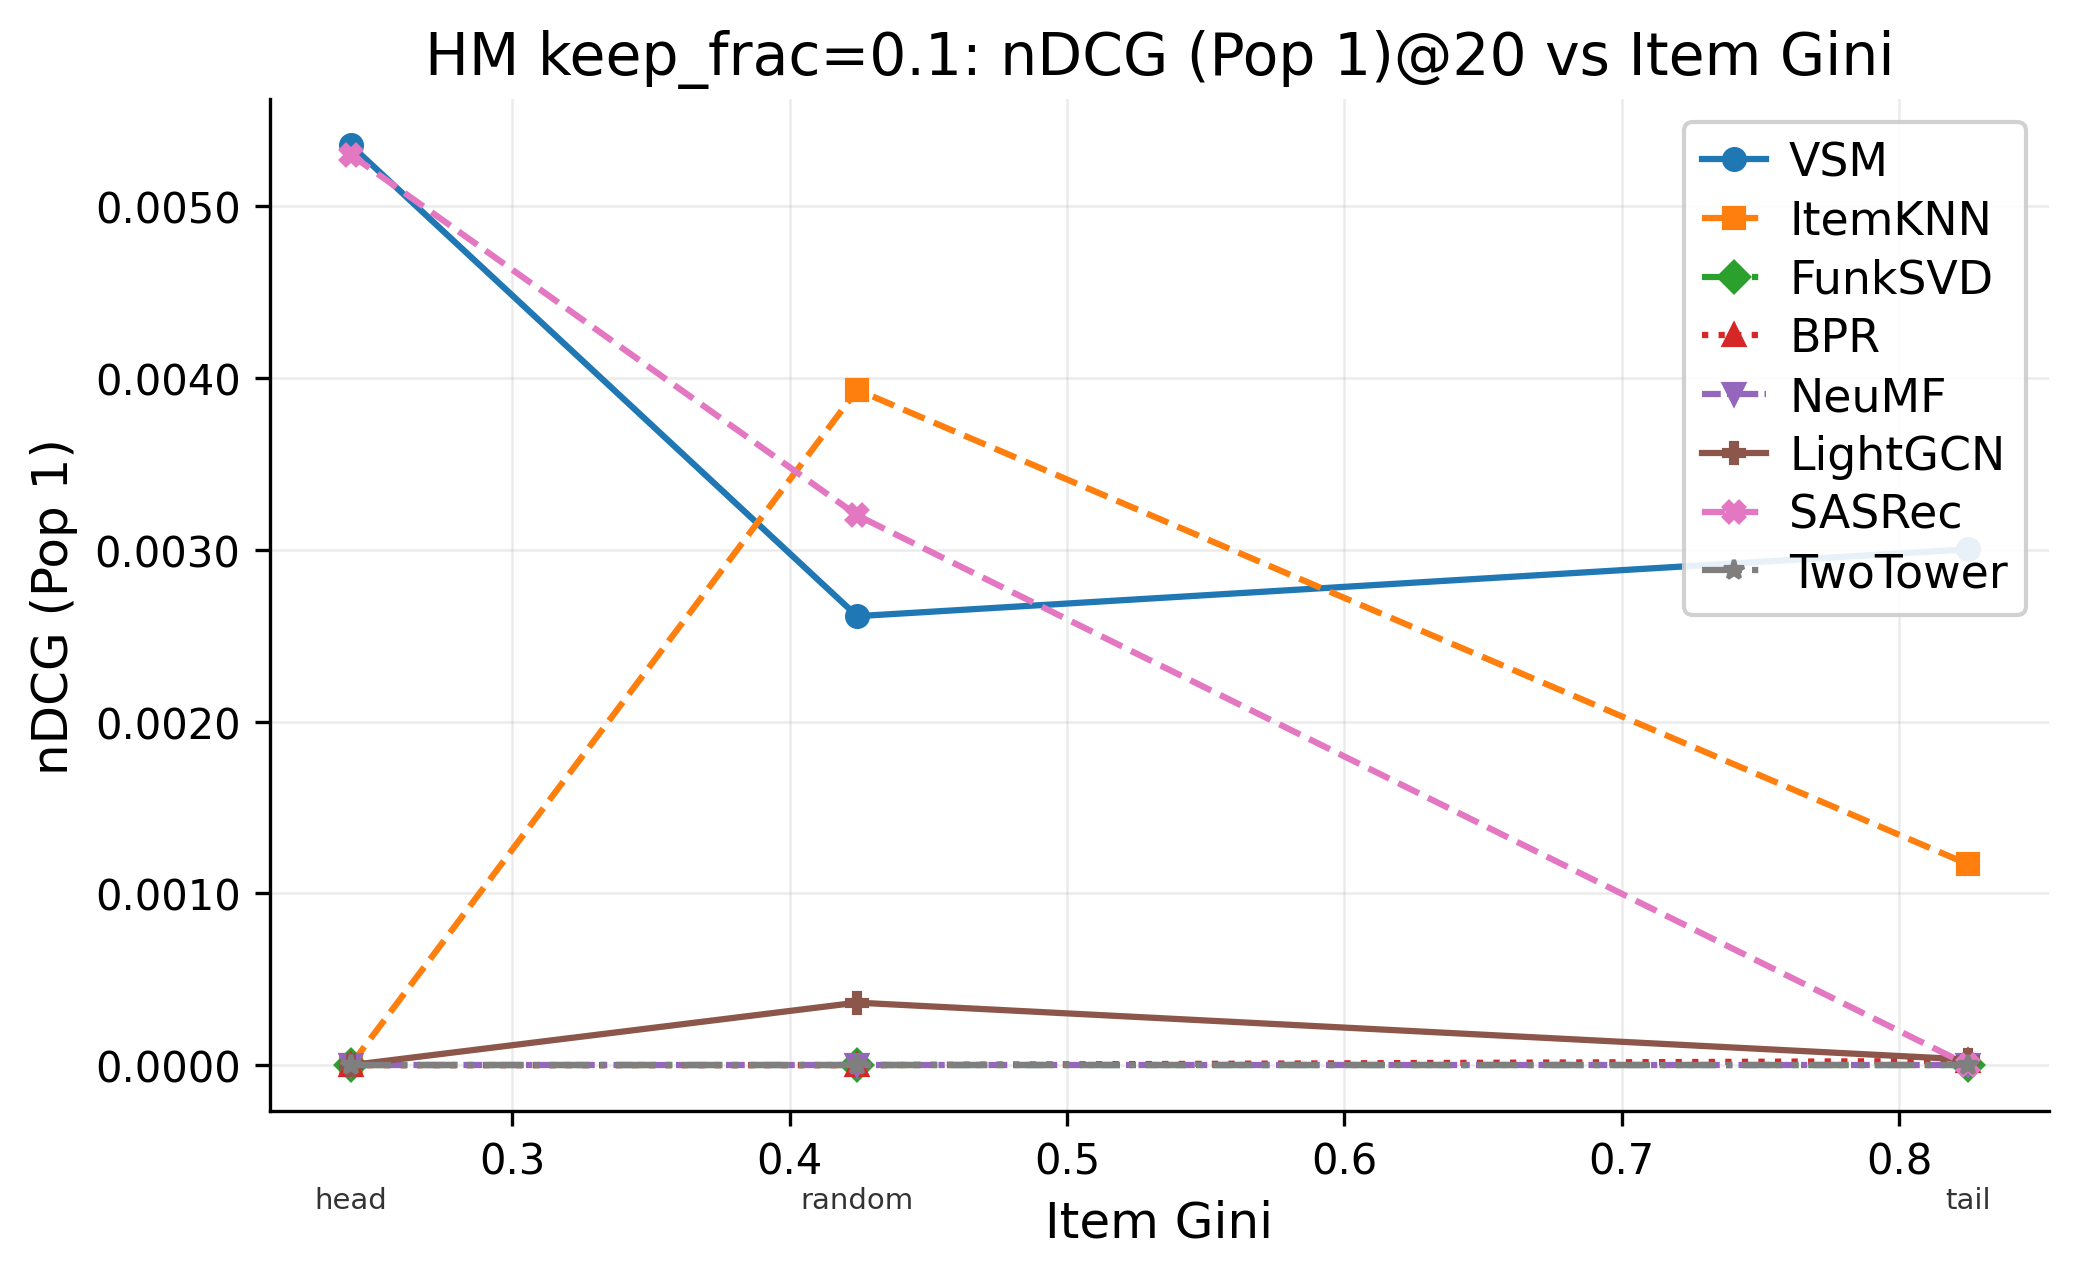 HM keep_frac=0.1: nDCG (Pop 1)@20 vs Item Gini
nDCG (Pop 1)
0.0050
0.0040
0.0030
0.0020
0.0010
0.0000
VSM
ItemKNN
FunkSVD
BPR
NeuMF
LightGCN
SASRec
TwoTower
0.3 0.4 0.5 0.6 0.7 0.8
head random tail
Item Gini